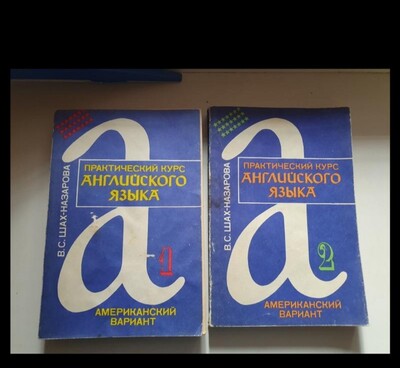 В.С. ШАХ-НАЗАРОВА
а
ПРАКТИЧЕСКИЙ КУРС
АНГЛИЙСКОГО
ЯЗЫКА
1
АМЕРИКАНСКИЙ
ВАРИАНТ
В.С. ШАХ-НАЗАРОВА
а
ПРАКТИЧЕСКИЙ КУРС
АНГЛИЙСКОГО
ЯЗЫКА
2
АМЕРИКАНСКИЙ
ВАРИАНТ